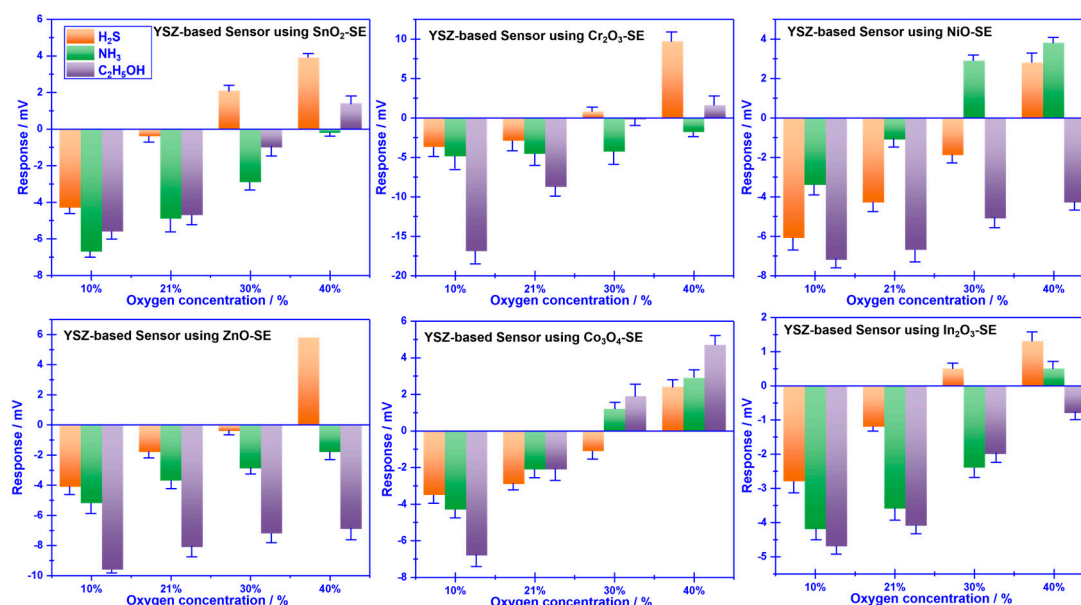 YSZ-based Sensor using SnO₂-SE
H₂S
NH₃
C₂H₅OH
Response / mV
6
4
2
0
-2
-4
-6
-8
10% 21% 30% 40%
Oxygen concentration / %
YSZ-based Sensor using Cr₂O₃-SE
Response / mV
10
5
0
-5
-10
-15
-20
10% 21% 30% 40%
Oxygen concentration / %
YSZ-based Sensor using NiO-SE
Response / mV
4
2
0
-2
-4
-6
-8
10% 21% 30% 40%
Oxygen concentration / %
YSZ-based Sensor using ZnO-SE
Response / mV
6
4
2
0
-2
-4
-6
-8
-10
10% 21% 30% 40%
Oxygen concentration / %
YSZ-based Sensor using Co₃O₄-SE
Response / mV
6
4
2
0
-2
-4
-6
-8
10% 21% 30% 40%
Oxygen concentration / %
YSZ-based Sensor using In₂O₃-SE
Response / mV
2
1
0
-1
-2
-3
-4
-5
10% 21% 30% 40%
Oxygen concentration / %